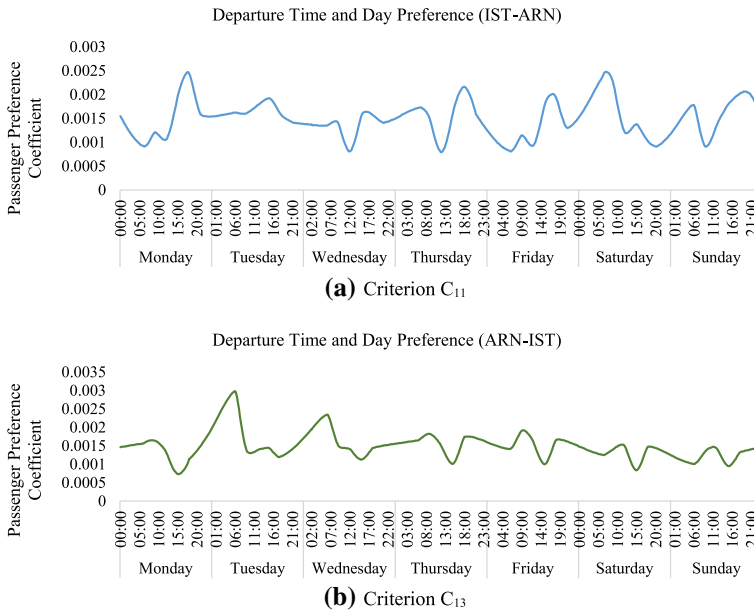 Departure Time and Day Preference (IST-ARN)
Passenger Preference
Coefficient
0.003
0.0025
0.002
0.0015
0.001
0.0005
0
00:00 05:00 10:00 15:00 20:00 01:00 06:00 11:00 16:00 21:00 02:00 07:00 12:00 17:00 22:00 03:00 08:00 13:00 18:00 23:00 04:00 09:00 14:00 19:00 00:00 05:00 10:00 15:00 20:00 01:00 06:00 11:00 16:00 21:00
Monday Tuesday Wednesday Thursday Friday Saturday Sunday
(a) Criterion C11
Departure Time and Day Preference (ARN-IST)
Passenger Preference
Coefficient
0.0035
0.003
0.0025
0.002
0.0015
0.001
0.0005
0
00:00 05:00 10:00 15:00 20:00 01:00 06:00 11:00 16:00 21:00 02:00 07:00 12:00 17:00 22:00 03:00 08:00 13:00 18:00 23:00 04:00 09:00 14:00 19:00 00:00 05:00 10:00 15:00 20:00 01:00 06:00 11:00 16:00 21:00
Monday Tuesday Wednesday Thursday Friday Saturday Sunday
(b) Criterion C13